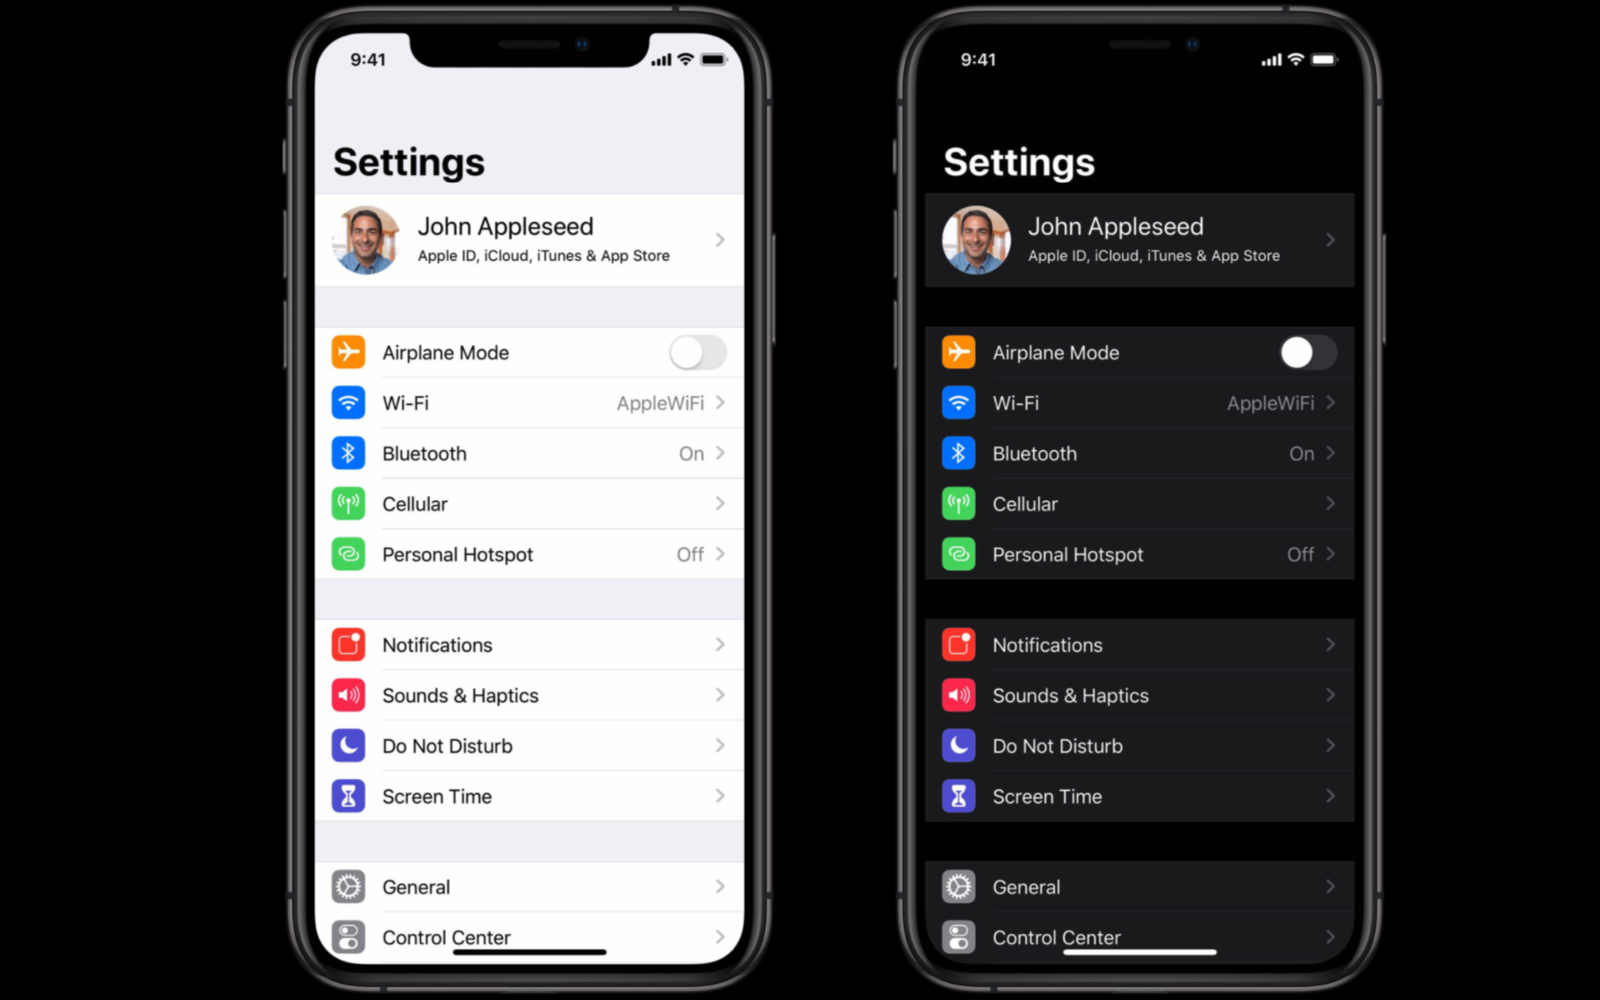 9:41
Settings
John Appleseed
Apple ID, iCloud, iTunes & App Store
Airplane Mode
Wi-Fi AppleWiFi
Bluetooth On
Cellular
Personal Hotspot Off
Notifications
Sounds & Haptics
Do Not Disturb
Screen Time
General
Control Center
9:41
Settings
John Appleseed
Apple ID, iCloud, iTunes & App Store
Airplane Mode
Wi-Fi AppleWiFi
Bluetooth On
Cellular
Personal Hotspot Off
Notifications
Sounds & Haptics
Do Not Disturb
Screen Time
General
Control Center